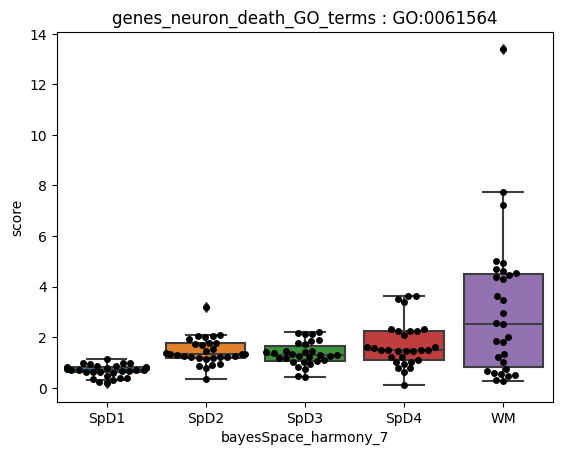 genes_neuron_death_GO_terms : GO:0061564
14
12
10
8
6
4
2
0
score
SpD1 SpD2 SpD3 SpD4 WM
bayesSpace_harmony_7